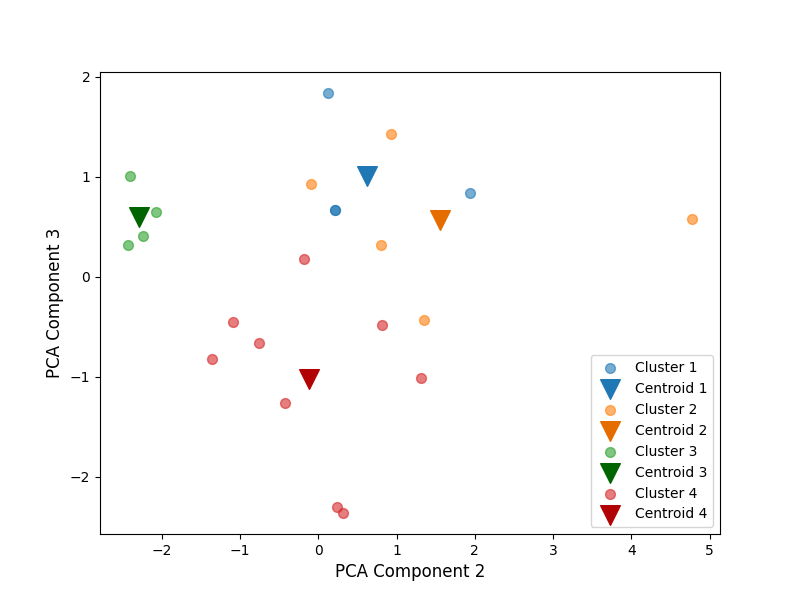 2
1
0
−1
−2
PCA Component 3
−2
−1
0
1
2
3
4
5
PCA Component 2
Cluster 1
Centroid 1
Cluster 2
Centroid 2
Cluster 3
Centroid 3
Cluster 4
Centroid 4